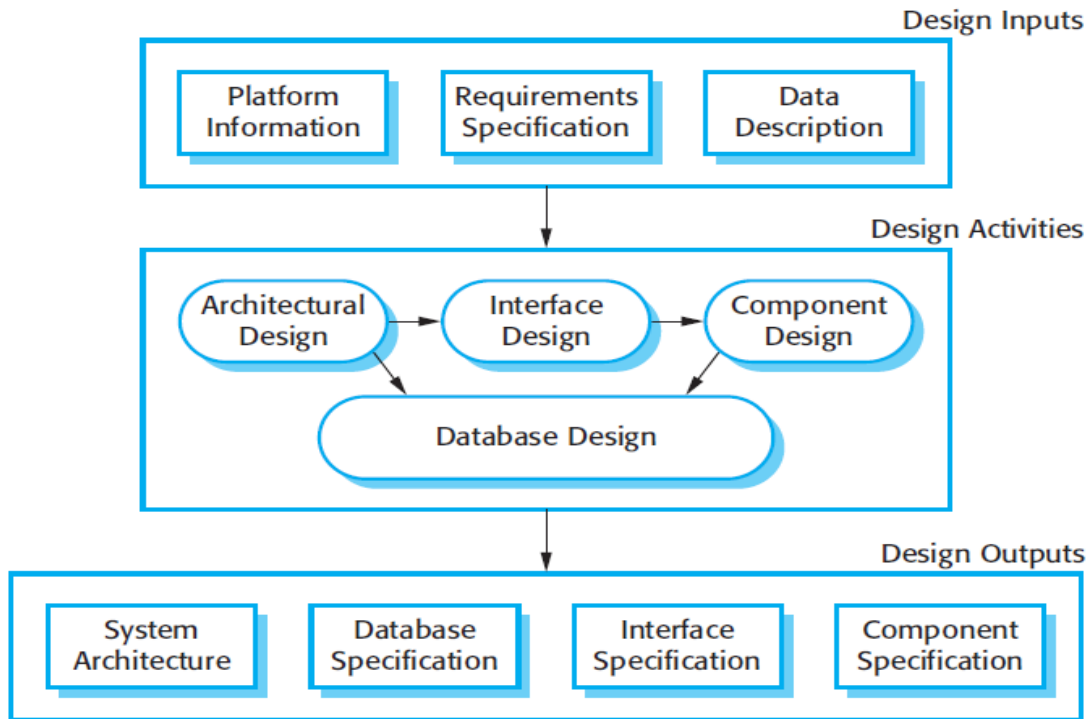 Design Inputs
Platform
Information
Requirements
Specification
Data
Description
Design Activities
Architectural
Design
Interface
Design
Component
Design
Database Design
Design Outputs
System
Architecture
Database
Specification
Interface
Specification
Component
Specification